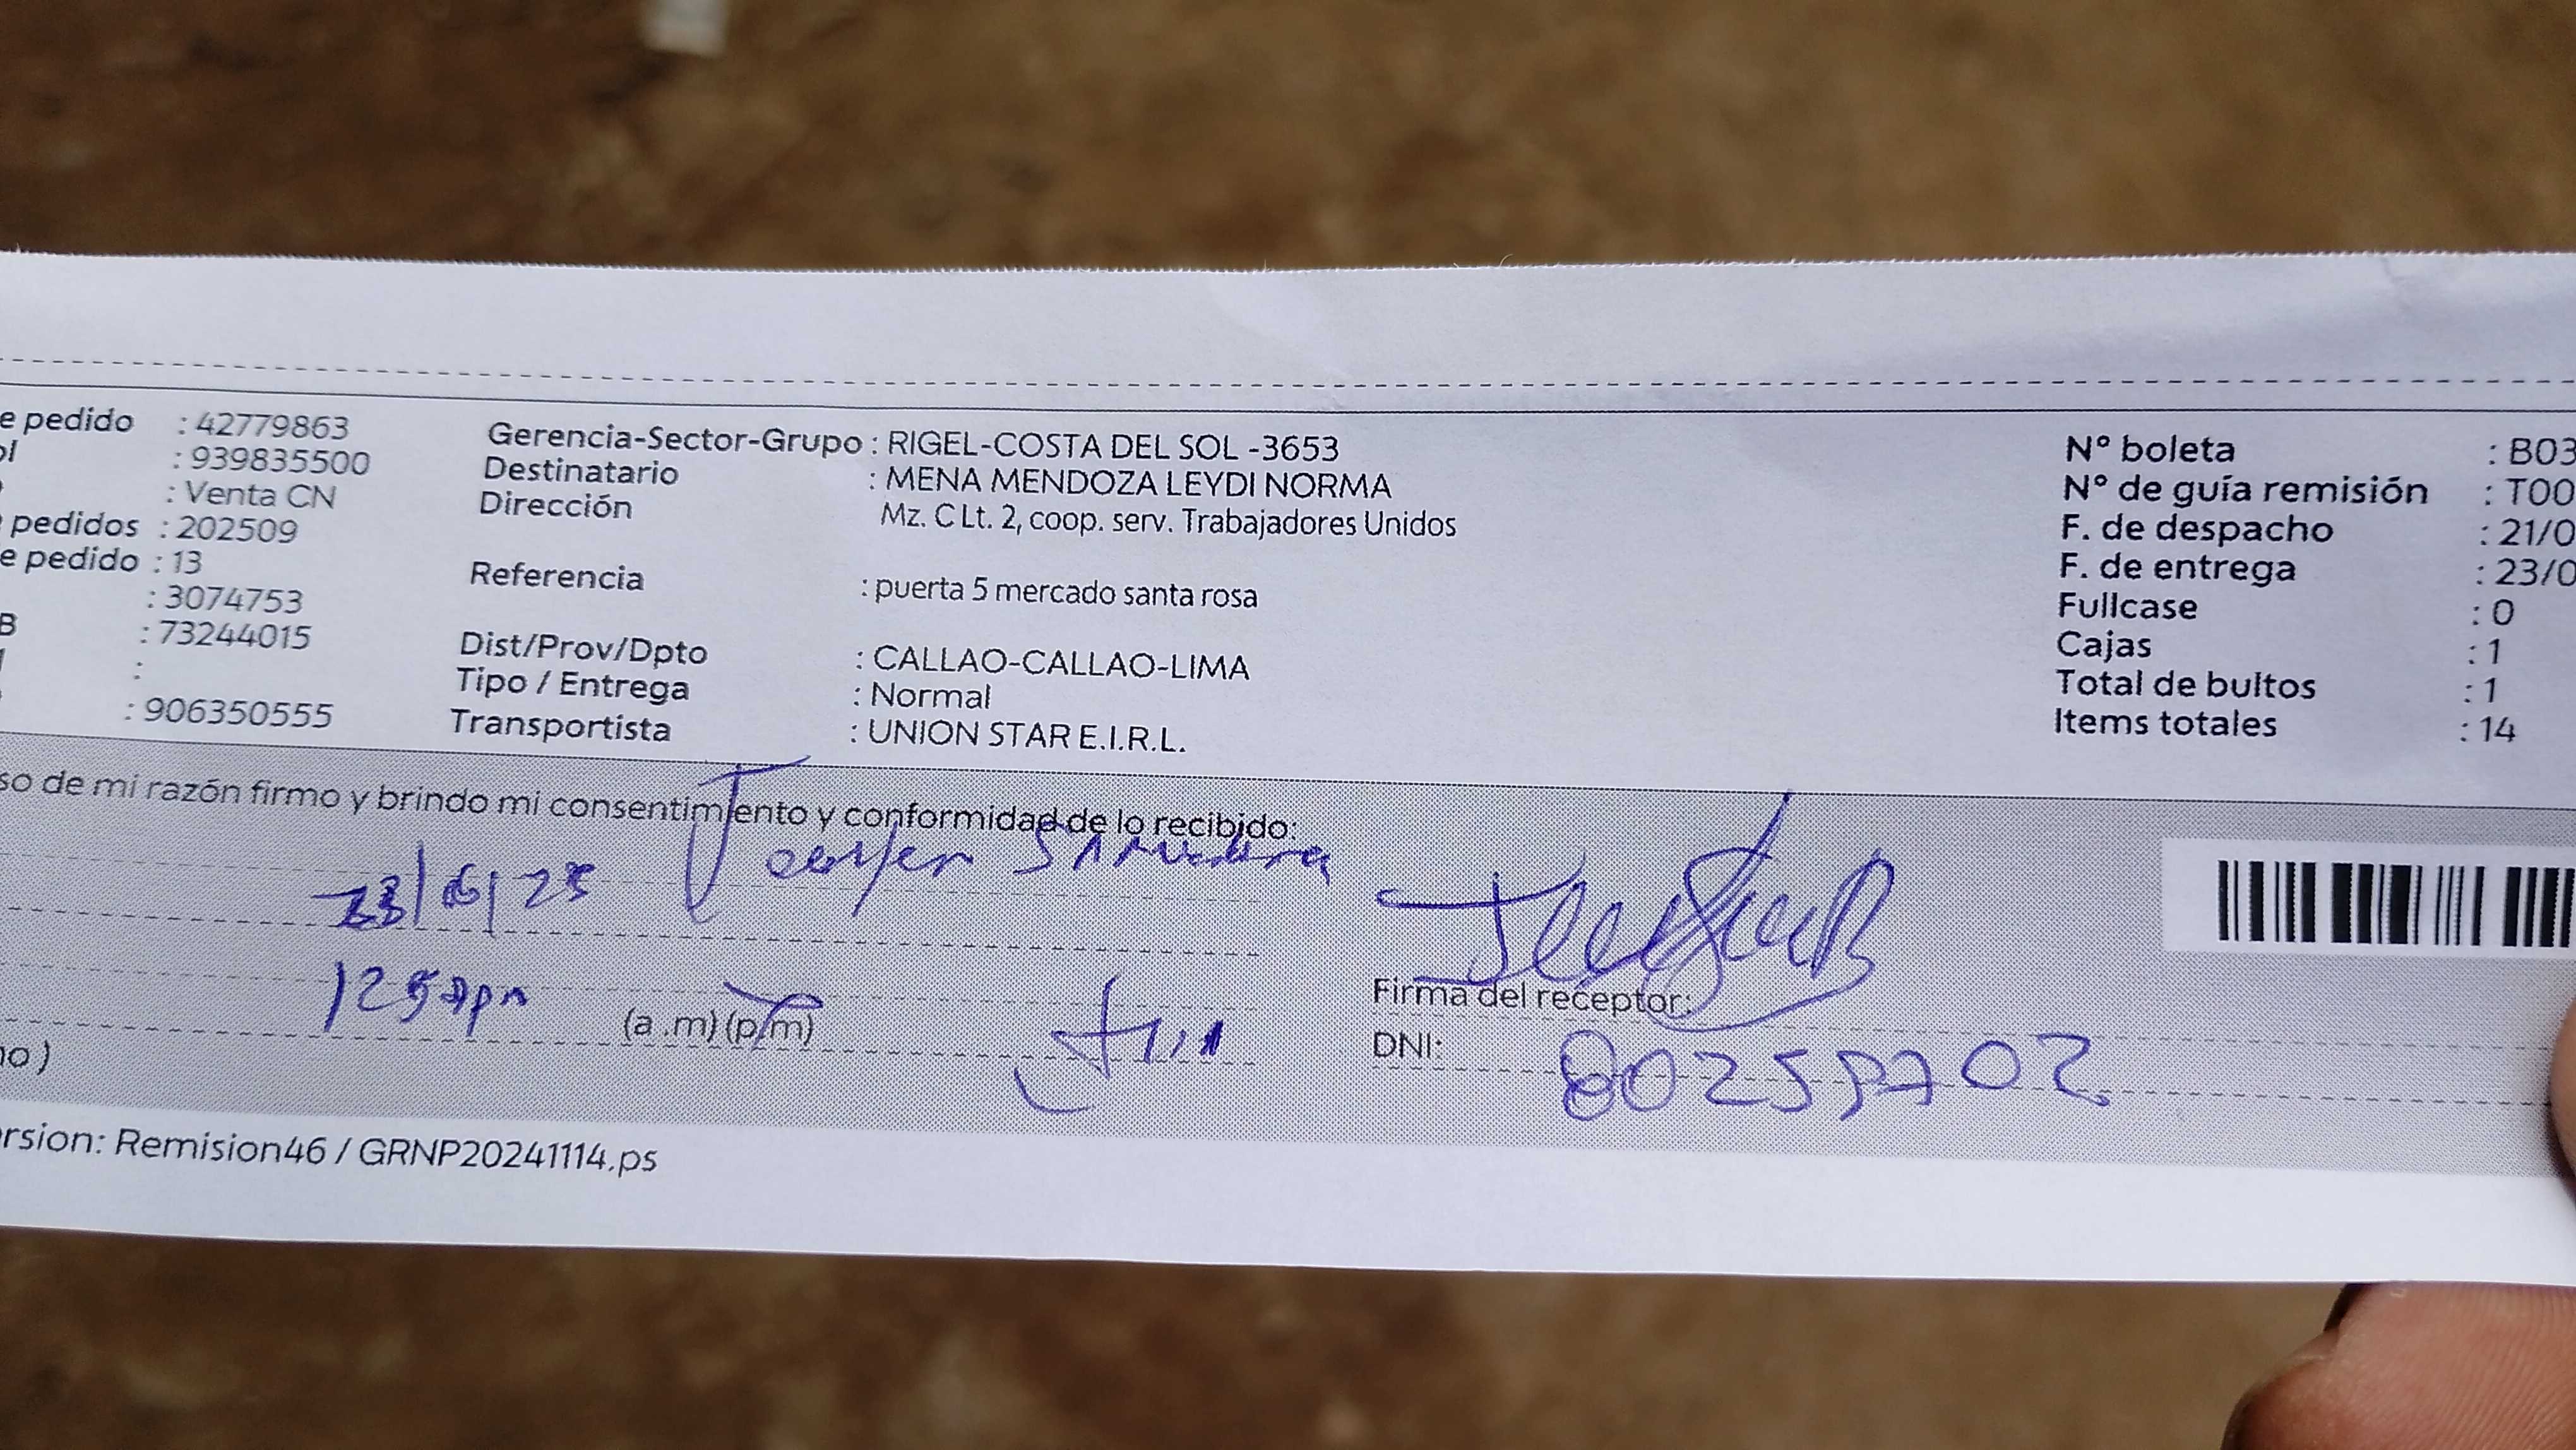 e pedido : 42779863
ol : 939835500
: Venta CN
pedidos : 202509
e pedido : 13
: 3074753
B : 73244015
:
: 906350555
Gerencia-Sector-Grupo : RIGEL-COSTA DEL SOL -3653
Destinatario : MENA MENDOZA LEYDI NORMA
Dirección Mz. C Lt. 2, coop. serv. Trabajadores Unidos
Referencia : puerta 5 mercado santa rosa
Dist/Prov/Dpto : CALLAO-CALLAO-LIMA
Tipo / Entrega : Normal
Transportista : UNION STAR E.I.R.L.
N° boleta : B03
N° de guía remisión : T00
F. de despacho : 21/0
F. de entrega : 23/0
Fullcase : 0
Cajas : 1
Total de bultos : 1
Items totales : 14
so de mi razón firmo y brindo mi consentimiento y conformidad de lo recibido:
(a .m) (p.m)
Firma del receptor:
DNI:
no )
rsion: Remision46 / GRNP20241114.ps